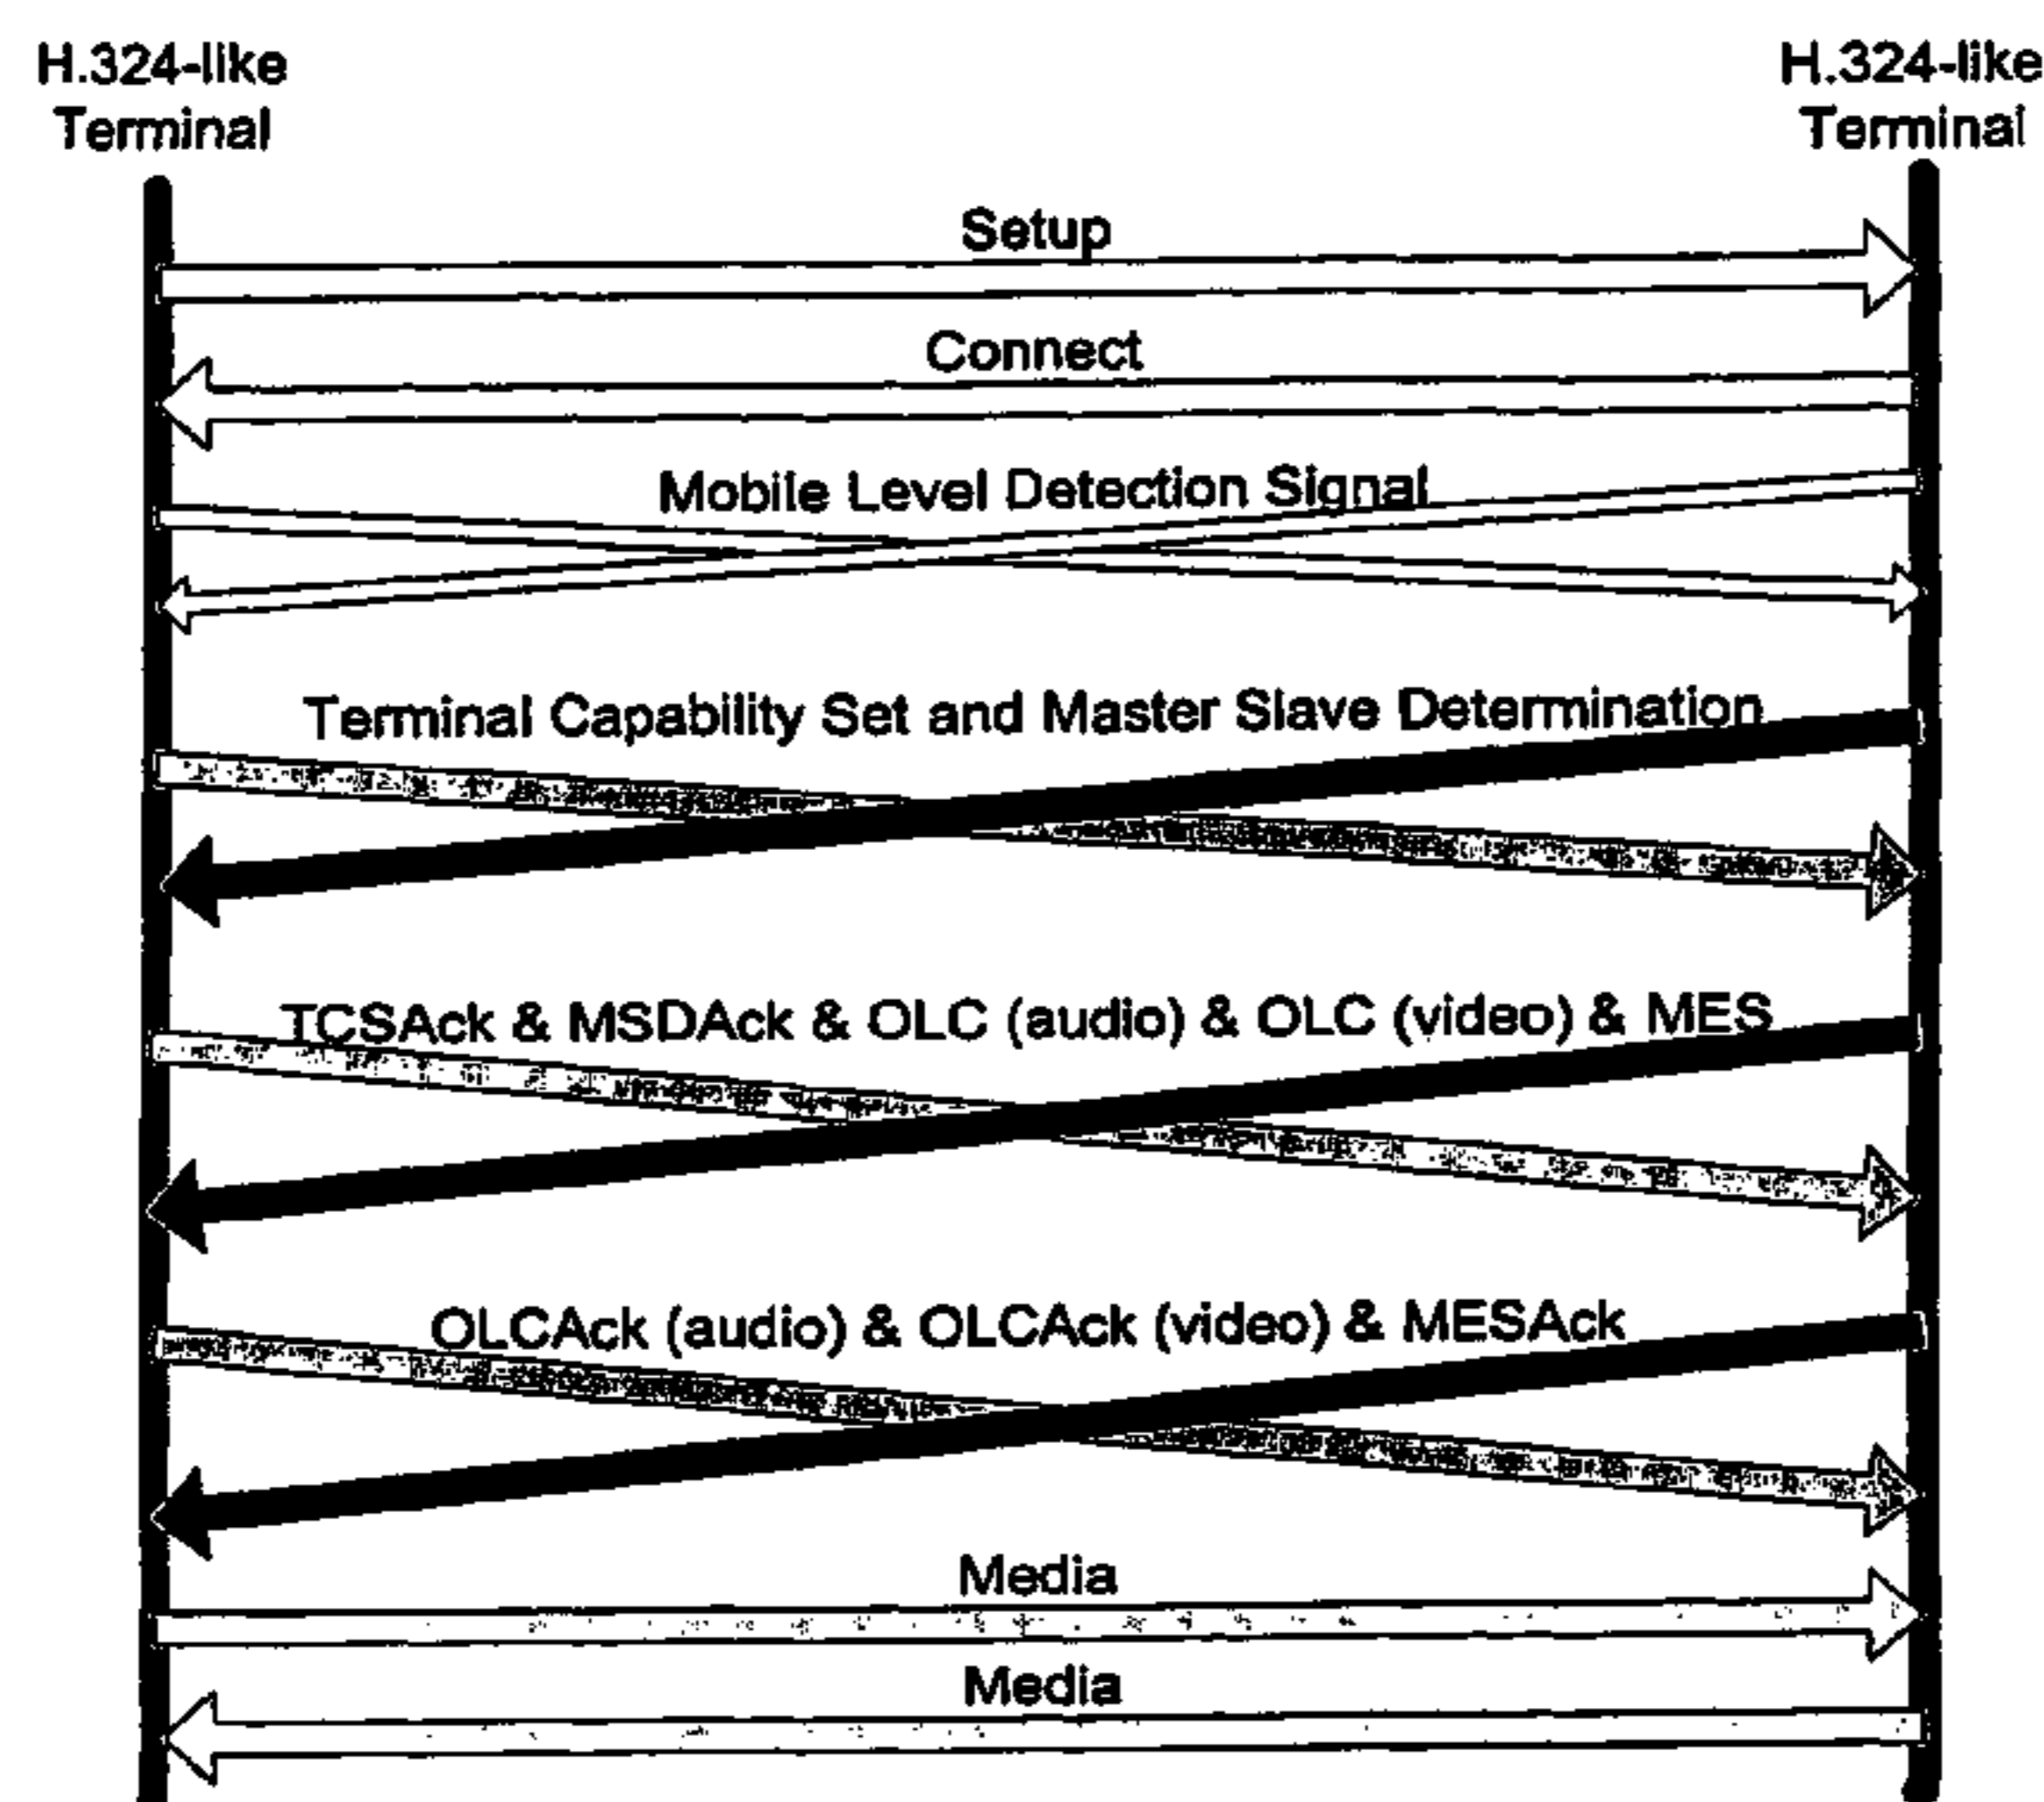 H.324-like
Terminal
H.324-like
Terminal
Setup
Connect
Mobile Level Detection Signal
Terminal Capability Set and Master Slave Determination
TCSAck & MSDAck & OLC (audio) & OLC (video) & MES
OLCAck (audio) & OLCAck (video) & MESAck
Media
Media